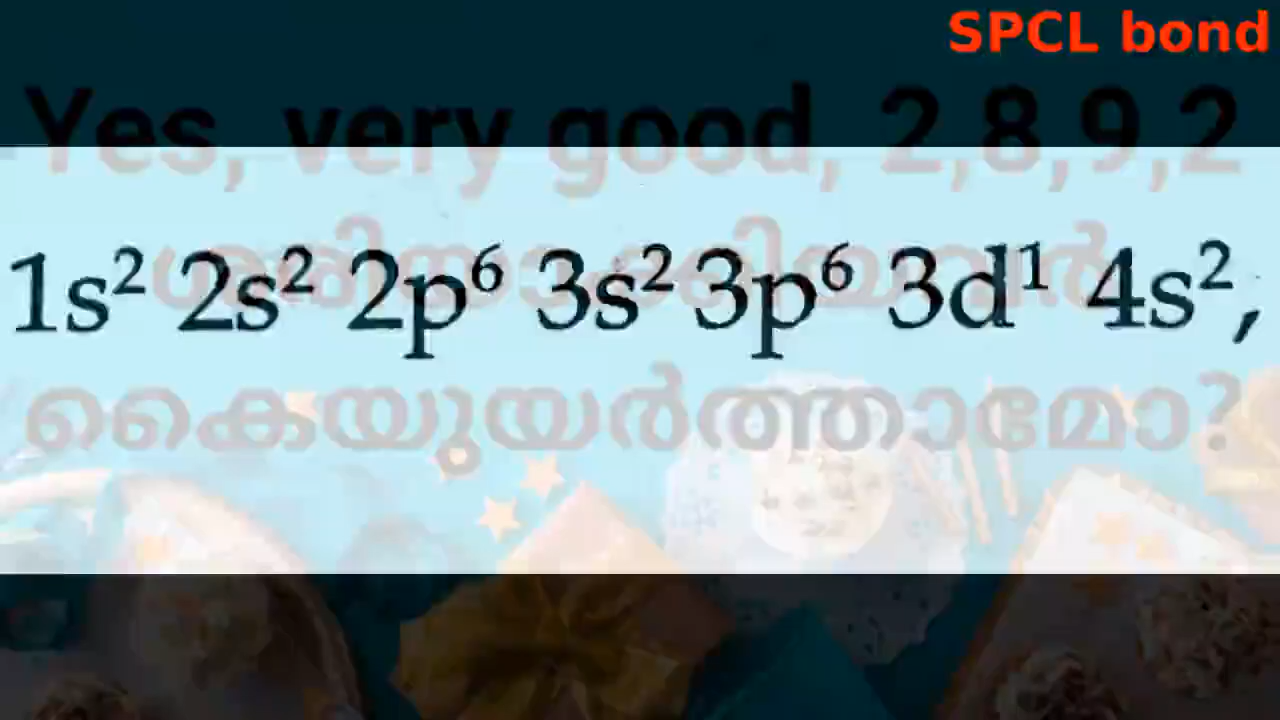 SPCL bond
Yes, very good, 2,8,9,2
1s² 2s² 2p⁶ 3s² 3p⁶ 3d¹ 4s²,
കൈയുയർത്താമോ?